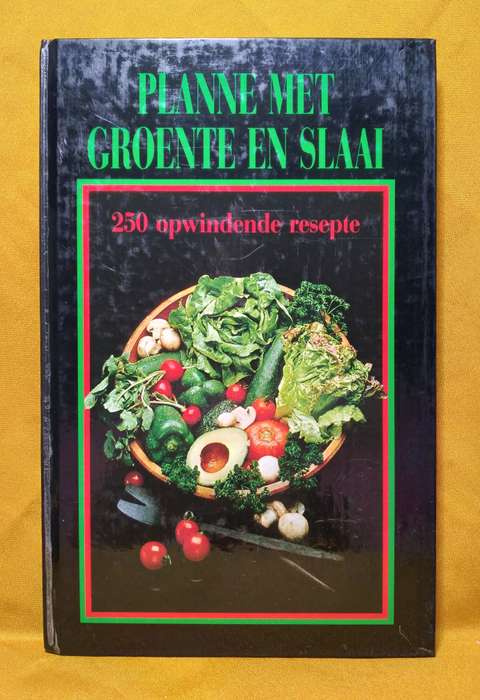 PLANNE MET
GROENTE EN SLAAI
250 opwindende resepte